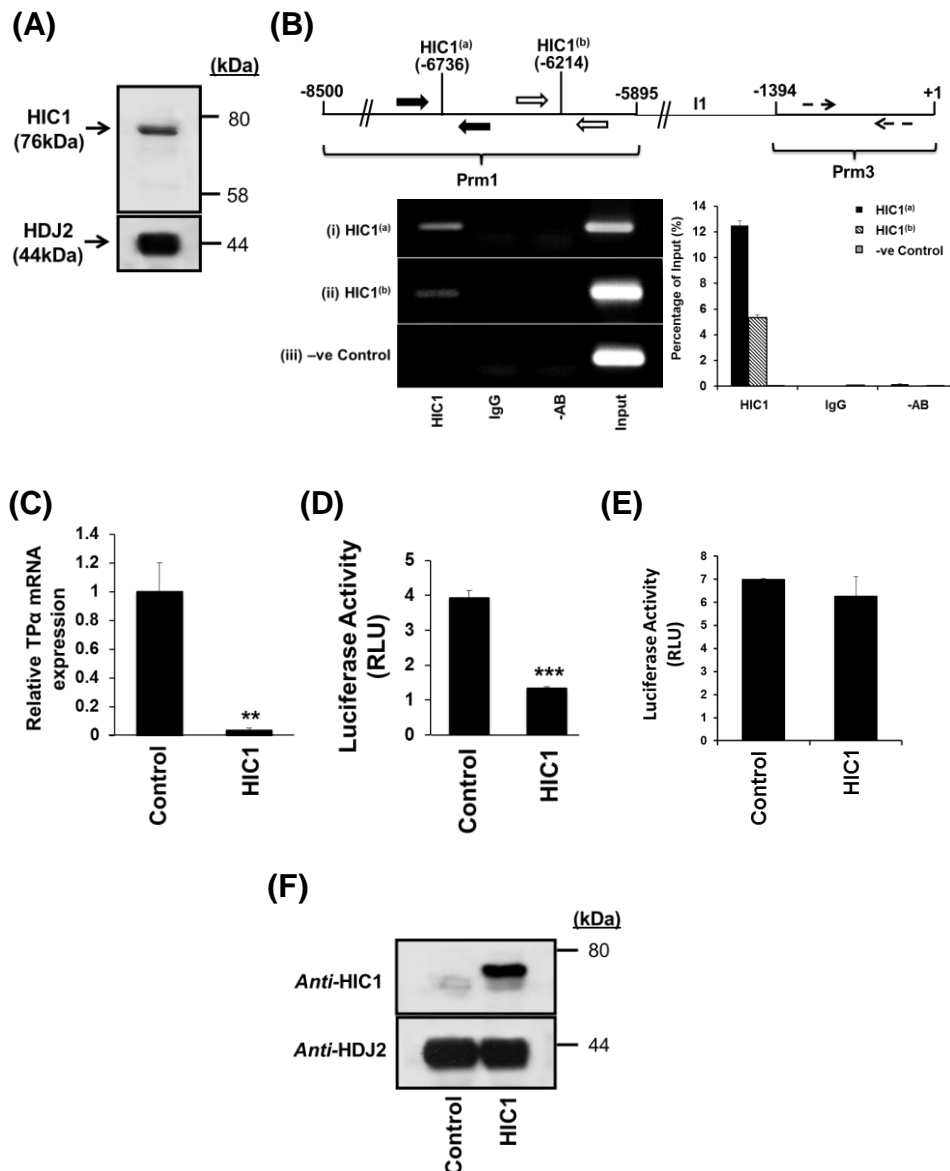 (A)
(kDa)
HIC1
(76kDa)
80
58
HDJ2
(44kDa)
44
(B)
HIC1(a)
(-6736)
HIC1(b)
(-6214)
-8500
//
-5895
//
I1
-1394
+1
Prm1
Prm3
(i) HIC1(a)
(ii) HIC1(b)
(iii) –ve Control
HIC1
IgG
-AB
Input
Percentage of Input (%)
14
12
10
8
6
4
2
0
HIC1(a)
HIC1(b)
-ve Control
HIC1
IgG
-AB
(C)
Relative TPα mRNA
expression
1.4
1.2
1
0.8
0.6
0.4
0.2
0
**
Control
HIC1
(D)
Luciferase Activity
(RLU)
5
4
3
2
1
0
***
Control
HIC1
(E)
Luciferase Activity
(RLU)
8
7
6
5
4
3
2
1
0
Control
HIC1
(F)
(kDa)
Anti-HIC1
80
Anti-HDJ2
44
Control
HIC1